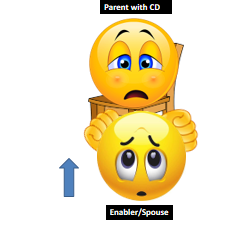 Parent with CD
Enabler/Spouse